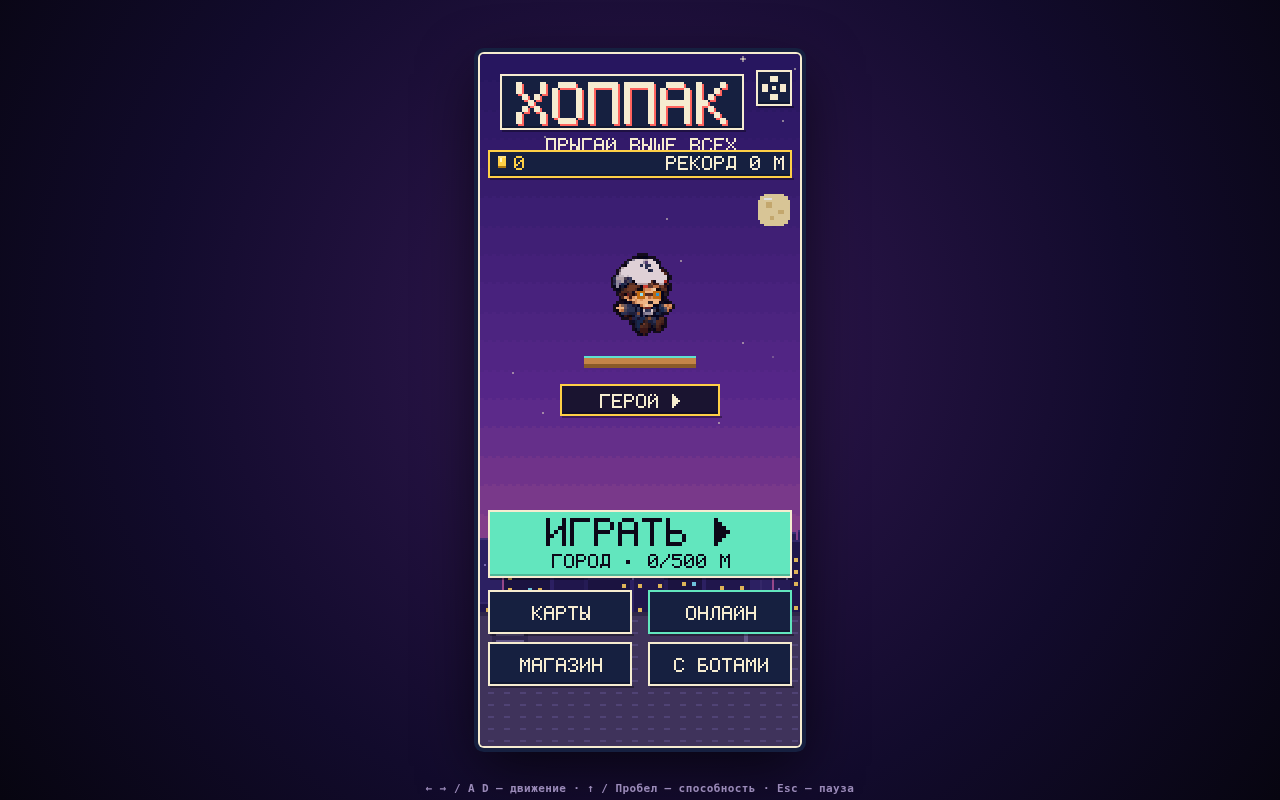 ХОППАК
ПРЫГАЙ ВЫШЕ ВСЕХ
0 РЕКОРД 0 М
ГЕРОЙ
ИГРАТЬ
ГОРОД · 0/500 М
КАРТЫ ОНЛАЙН
МАГАЗИН С БОТАМИ
← → / A D — движение · ↑ / Пробел — способность · Esc — пауза